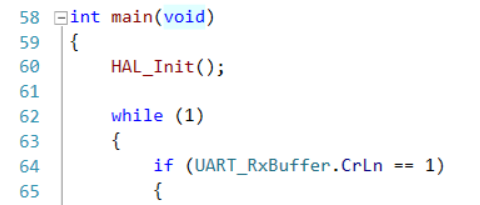 58 int main(void)
59 {
60     HAL_Init();
61
62     while (1)
63     {
64         if (UART_RxBuffer.CrLn == 1)
65         {